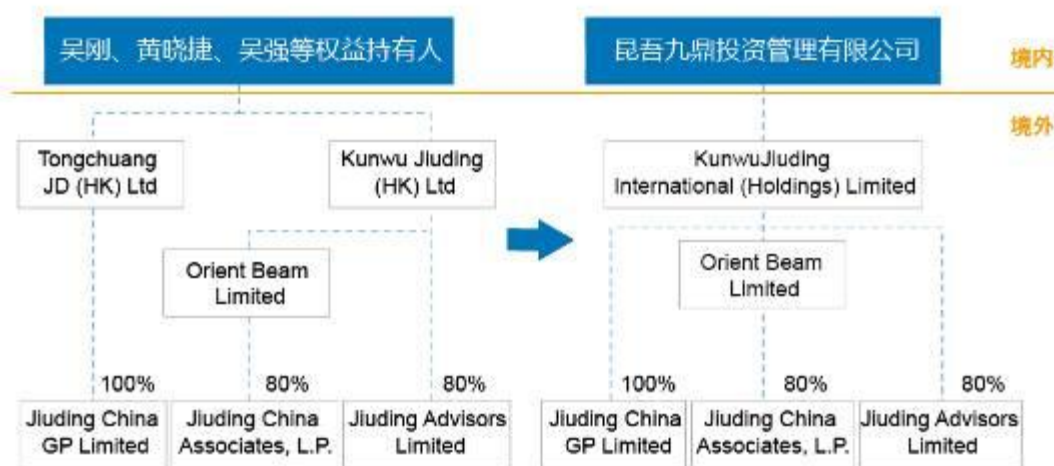 吴刚、黄晓捷、吴强等权益持有人
昆吾九鼎投资管理有限公司
境内
境外
Tongchuang
JD (HK) Ltd
Kunwu Jiuding
(HK) Ltd
KunwuJiuding
International (Holdings) Limited
Orient Beam
Limited
Orient Beam
Limited
100%
80%
80%
100%
80%
80%
Jiuding China
GP Limited
Jiuding China
Associates, L.P.
Jiuding Advisors
Limited
Jiuding China
GP Limited
Jiuding China
Associates, L.P.
Jiuding Advisors
Limited